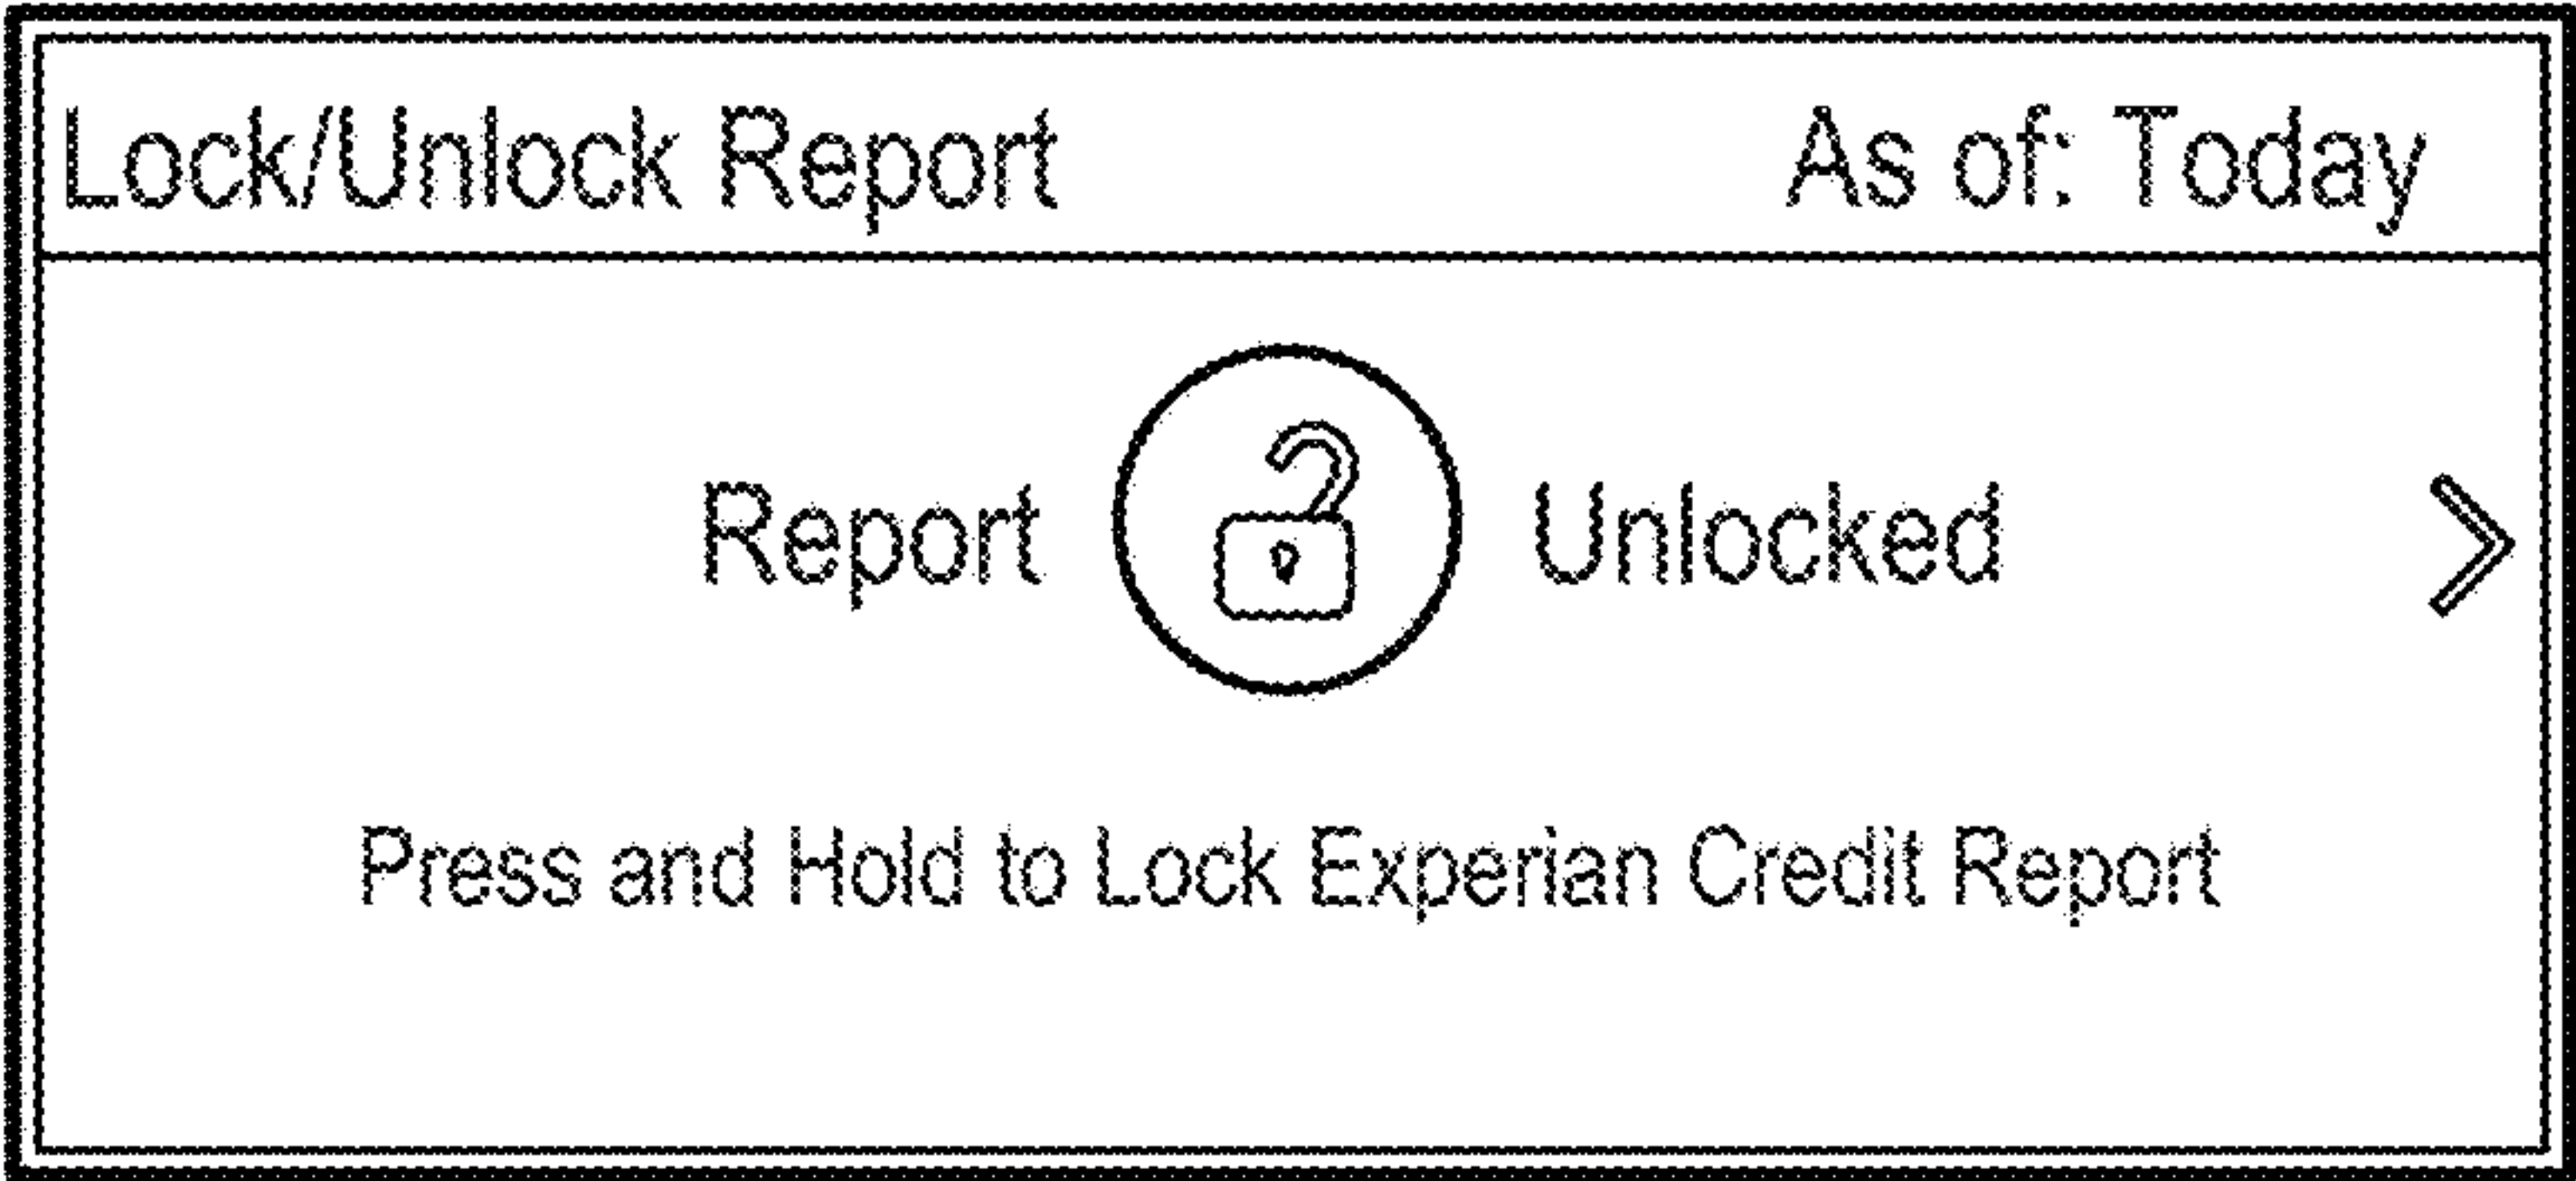 Lock/Unlock Report As of: Today
Report Unlocked
Press and Hold to Lock Experian Credit Report